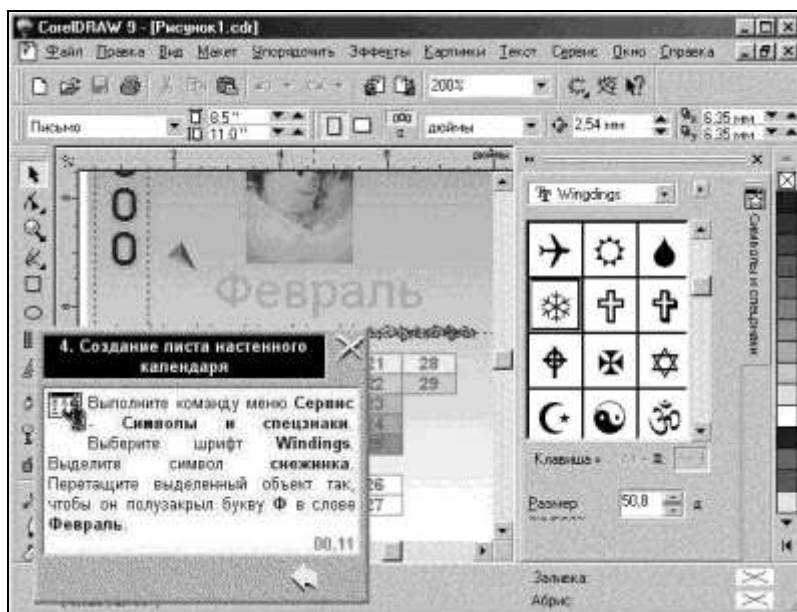 CorelDRAW 9 - [Рисунок1.cdr]
Файл Правка Вид Макет Упорядочить Эффекты Картинки Текст Сервис Окно Справка
200%
Письмо 8.5" 11.0" дюймы 2,54 мм 6.35 мм 6.35 мм
дюймы
Wingdings
Символы и спецзнаки
000
Февраль
4. Создание листа настенного
календаря
21 28
22 29
26
27
Выполните команду меню Сервис
- Символы и спецзнаки.
Выберите шрифт Windings.
Выделите символ снежинка.
Перетащите выделенный объект так,
чтобы он полузакрыл букву Ф в слове
Февраль.
00,11
Клавиша =
Размер 50,8 д
Заливка:
Абрис: